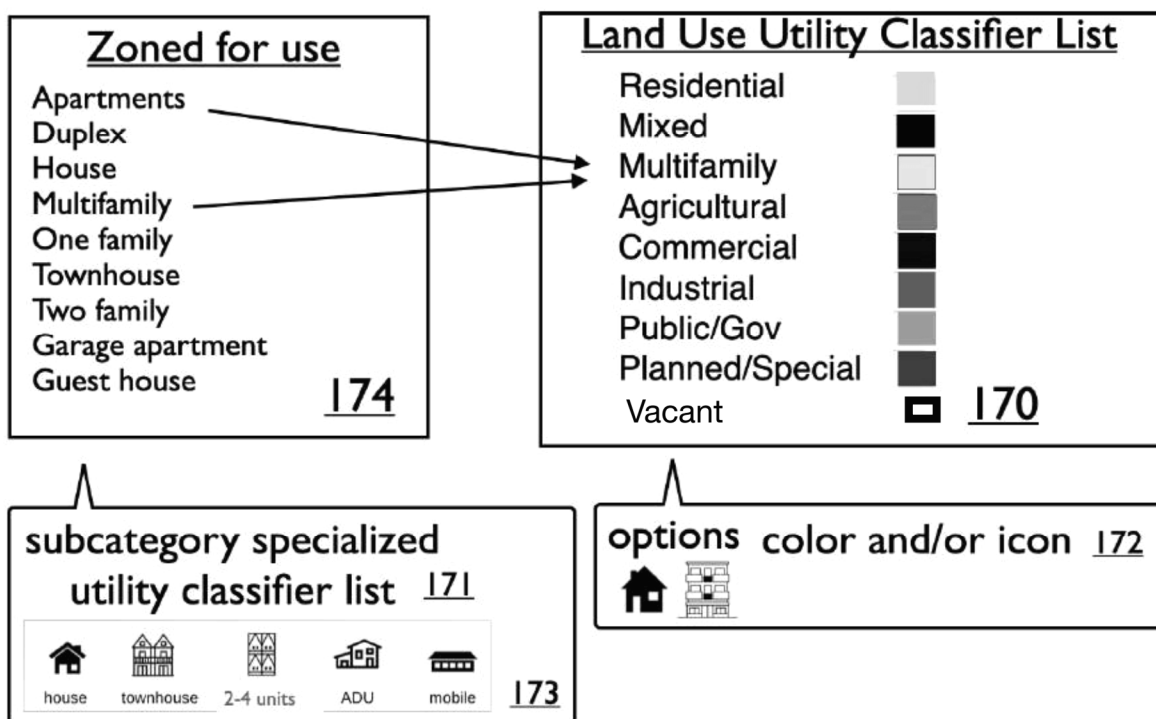 Zoned for use
Apartments
Duplex
House
Multifamily
One family
Townhouse
Two family
Garage apartment
Guest house
174
Land Use Utility Classifier List
Residential
Mixed
Multifamily
Agricultural
Commercial
Industrial
Public/Gov
Planned/Special
Vacant
170
subcategory specialized
utility classifier list 171
house townhouse 2-4 units ADU mobile
173
options color and/or icon 172